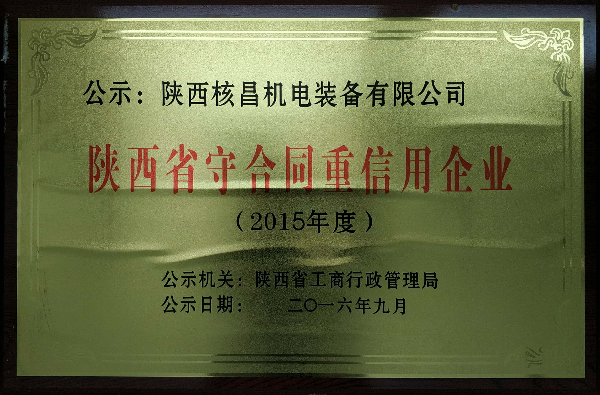 公示：陕西核昌机电装备有限公司
陕西省守合同重信用企业
（2015年度）
公示机关：陕西省工商行政管理局
公示日期：二〇一六年九月